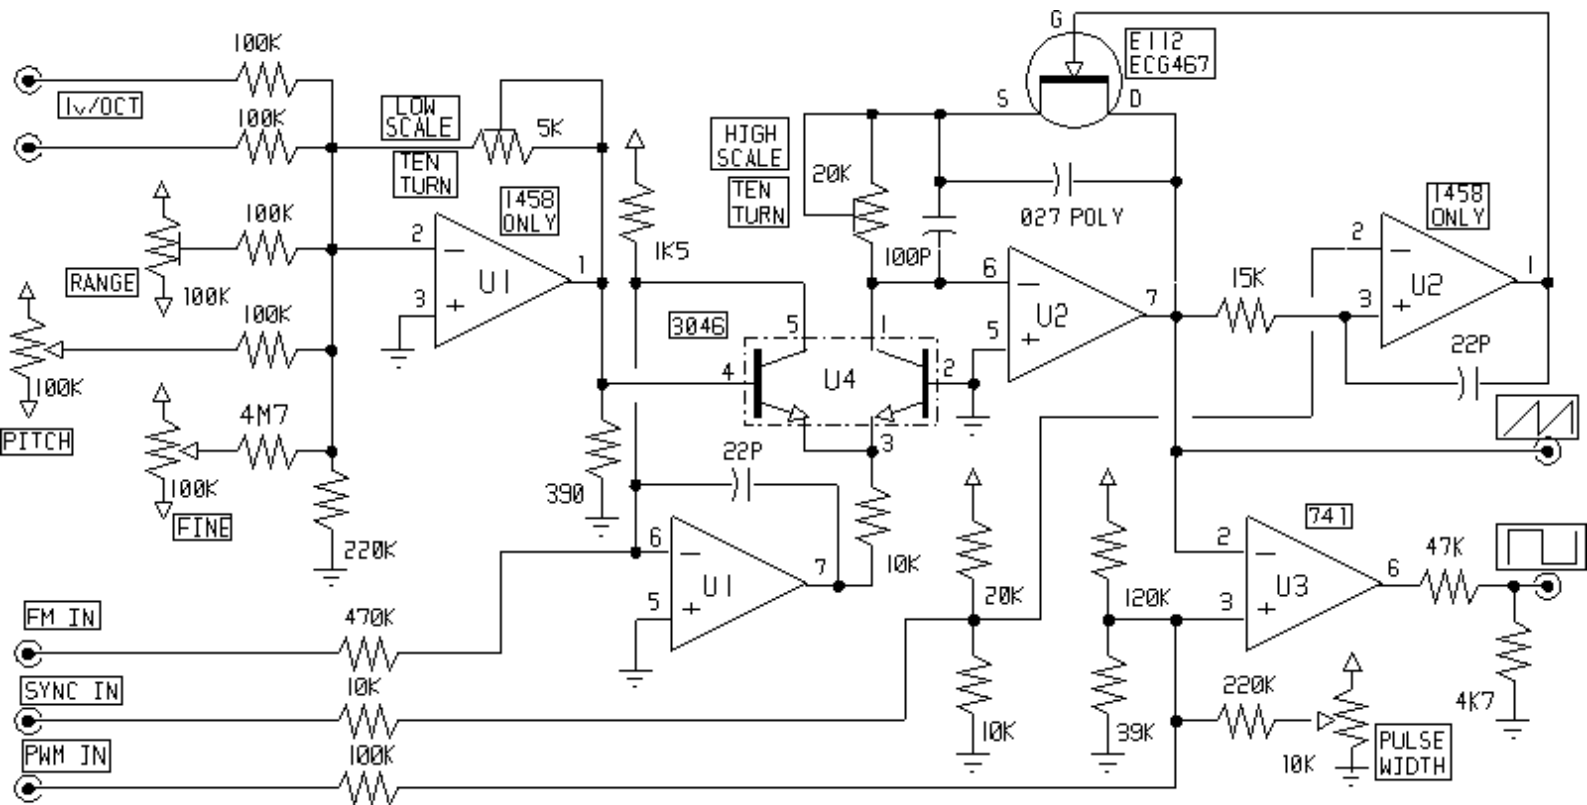 100K
1v/OCT
100K
LOW
SCALE
TEN
TURN
5K
1458
ONLY
2
3
U1
1
100K
RANGE
100K
100K
100K
PITCH
4M7
100K
FINE
220K
390
1K5
3046
5
1
4
U4
2
3
22P
6
5
U1
7
10K
HIGH
SCALE
TEN
TURN
20K
100P
G
S
D
E112
ECG467
027 POLY
6
5
U2
7
15K
1458
ONLY
2
3
U2
1
22P
20K
10K
120K
39K
741
2
3
U3
6
47K
4K7
220K
10K
PULSE
WIDTH
FM IN
470K
SYNC IN
10K
PWM IN
100K